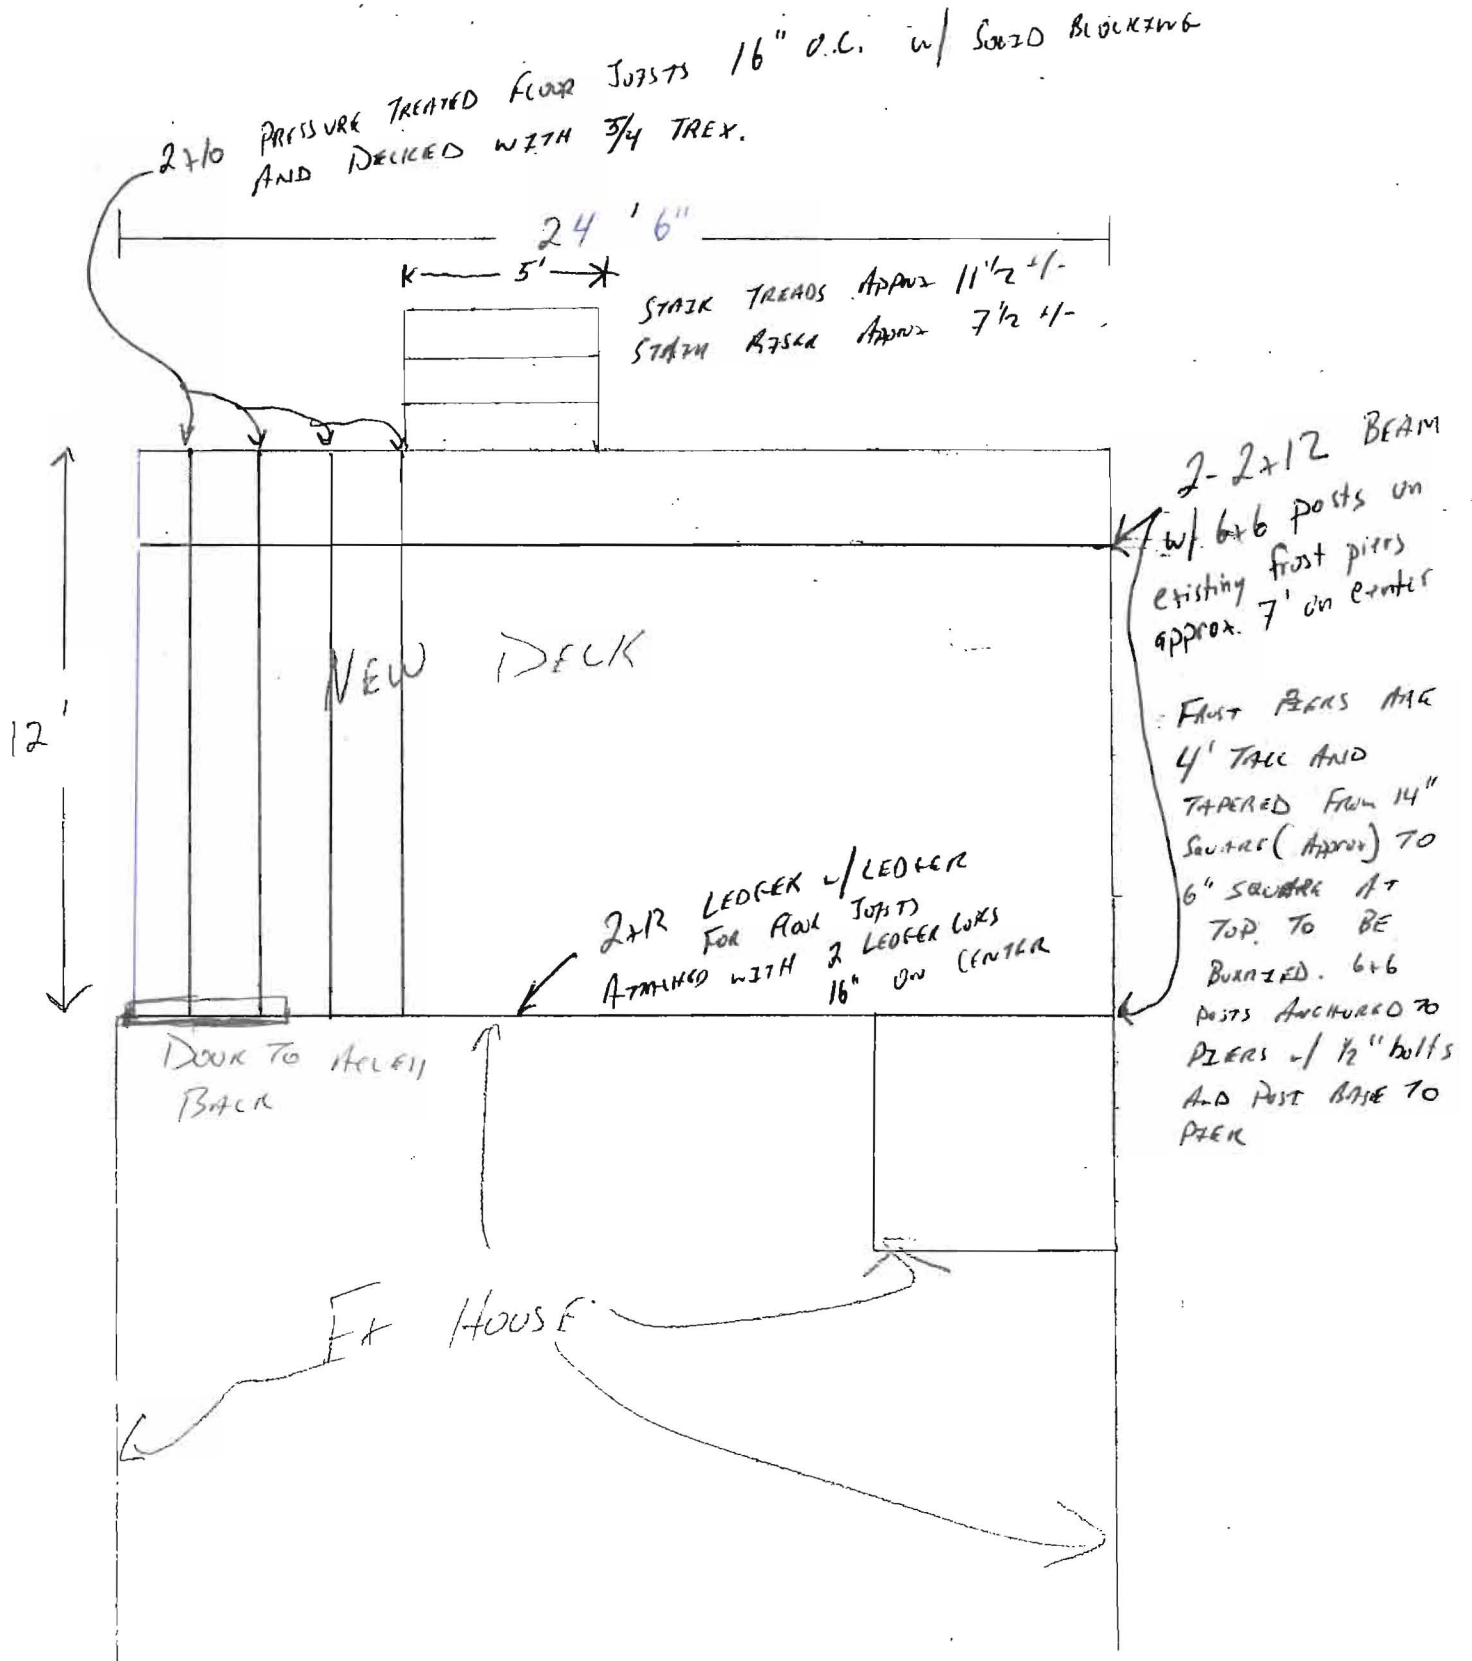 2x10 PRESSURE TREATED FLOOR JOISTS 16" O.C. w/ SOLID BLOCKING
AND DECKED WITH 5/4 TREX.
24' 6"
5'
STAIR TREADS APPROX 11 1/2 +/-
STAIR RISER APPROX 7 1/2 +/-
2-2x12 BEAM
w/ 6x6 posts on
existing frost piers
approx. 7' on center
NEW DECK
12'
FROST PIERS ARE
4' TALL AND
TAPERED FROM 14"
SQUARE (APPROX) TO
6" SQUARE AT
TOP. TO BE
BURRIED. 6x6
POSTS ANCHORED TO
PIERS w/ 1/2" bolts
AND POST BASE TO
PIER
2x12 LEDGER w/ LEDGER
FOR FLOOR JOISTS
ATTACHED WITH 2 LEDGER LOKS
16" ON CENTER
DOOR TO ACCESS
BACK
EX HOUSE